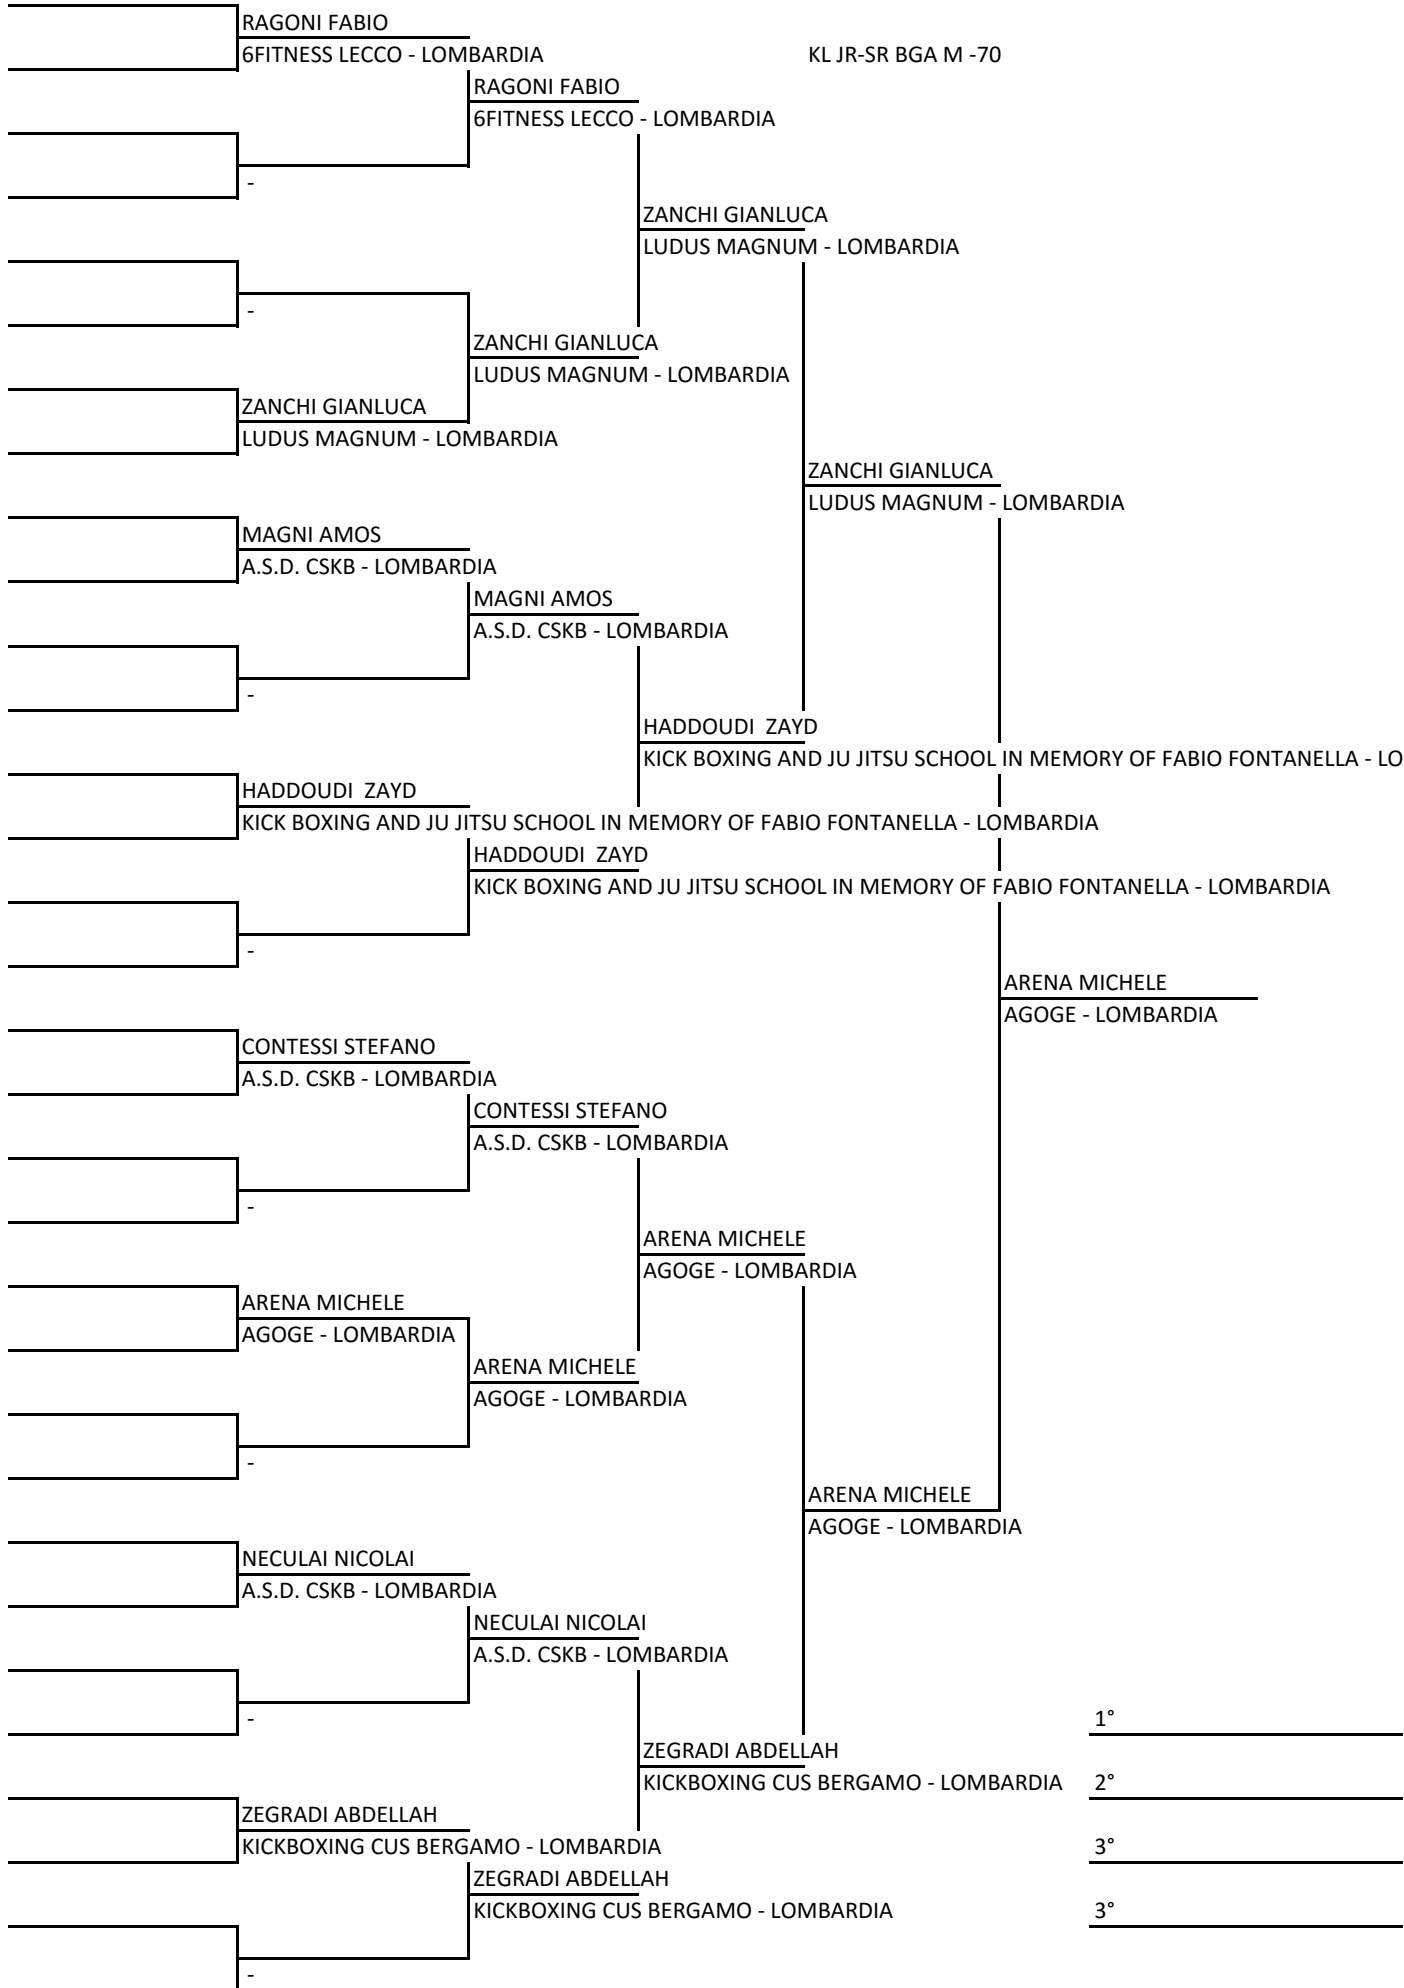 RAGONI FABIO
6FITNESS LECCO - LOMBARDIA
KL JR-SR BGA M -70
RAGONI FABIO
6FITNESS LECCO - LOMBARDIA
-
ZANCHI GIANLUCA
LUDUS MAGNUM - LOMBARDIA
-
ZANCHI GIANLUCA
LUDUS MAGNUM - LOMBARDIA
ZANCHI GIANLUCA
LUDUS MAGNUM - LOMBARDIA
ZANCHI GIANLUCA
LUDUS MAGNUM - LOMBARDIA
MAGNI AMOS
A.S.D. CSKB - LOMBARDIA
MAGNI AMOS
A.S.D. CSKB - LOMBARDIA
-
HADDOUDI  ZAYD
KICK BOXING AND JU JITSU SCHOOL IN MEMORY OF FABIO FONTANELLA - LO
HADDOUDI  ZAYD
KICK BOXING AND JU JITSU SCHOOL IN MEMORY OF FABIO FONTANELLA - LOMBARDIA
HADDOUDI  ZAYD
KICK BOXING AND JU JITSU SCHOOL IN MEMORY OF FABIO FONTANELLA - LOMBARDIA
-
ARENA MICHELE
AGOGE - LOMBARDIA
CONTESSI STEFANO
A.S.D. CSKB - LOMBARDIA
CONTESSI STEFANO
A.S.D. CSKB - LOMBARDIA
-
ARENA MICHELE
AGOGE - LOMBARDIA
ARENA MICHELE
AGOGE - LOMBARDIA
ARENA MICHELE
AGOGE - LOMBARDIA
-
ARENA MICHELE
AGOGE - LOMBARDIA
NECULAI NICOLAI
A.S.D. CSKB - LOMBARDIA
NECULAI NICOLAI
A.S.D. CSKB - LOMBARDIA
-
1°
ZEGRADI ABDELLAH
KICKBOXING CUS BERGAMO - LOMBARDIA
2°
ZEGRADI ABDELLAH
KICKBOXING CUS BERGAMO - LOMBARDIA
3°
ZEGRADI ABDELLAH
KICKBOXING CUS BERGAMO - LOMBARDIA
3°
-